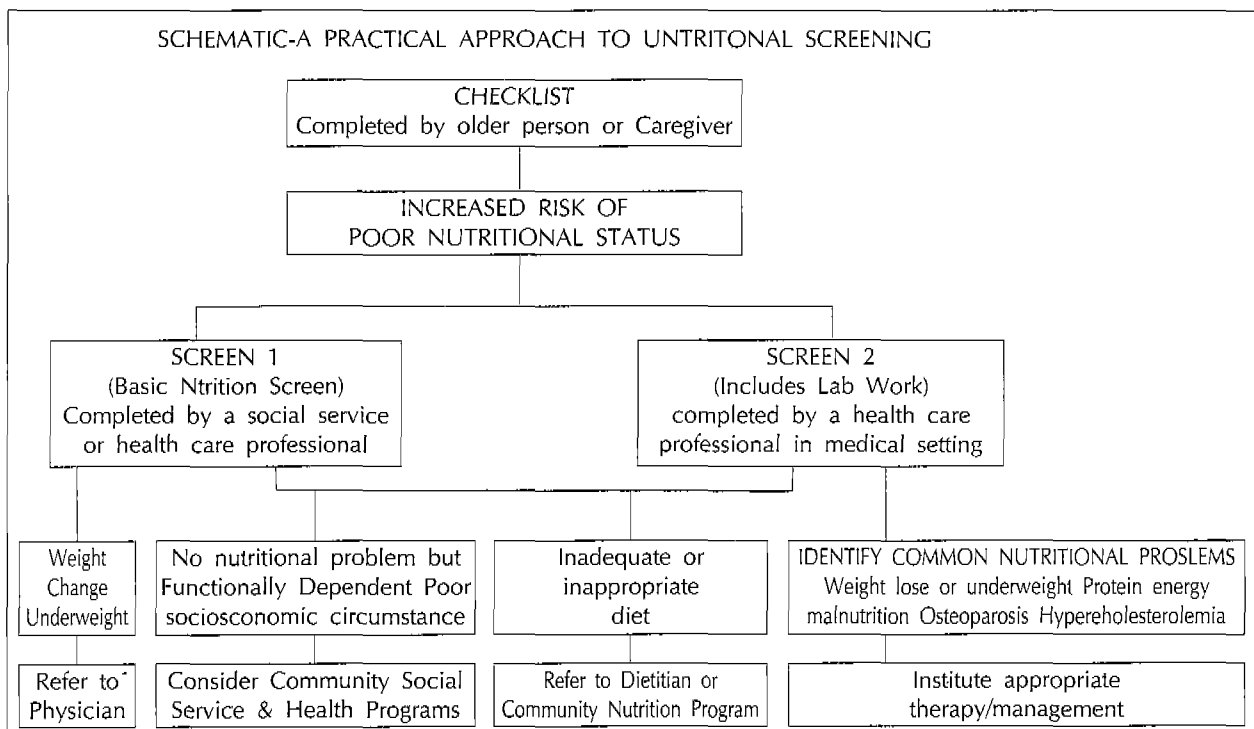 SCHEMATIC-A PRACTICAL APPROACH TO UNTRITONAL SCREENING
CHECKLIST
Completed by older person or Caregiver
INCREASED RISK OF
POOR NUTRITIONAL STATUS
SCREEN 1
(Basic Ntrition Screen)
Completed by a social service
or health care professional
SCREEN 2
(Includes Lab Work)
completed by a health care
professional in medical setting
Weight
Change
Underweight
No nutritional problem but
Functionally Dependent Poor
sociosconomic circumstance
Inadequate or
inappropriate
diet
IDENTIFY COMMON NUTRITIONAL PROSLEMS
Weight lose or underweight Protein energy
malnutrition Osteoparosis Hypereholesterolemia
Refer to
Physician
Consider Community Social
Service & Health Programs
Refer to Dietitian or
Community Nutrition Program
Institute appropriate
therapy/management